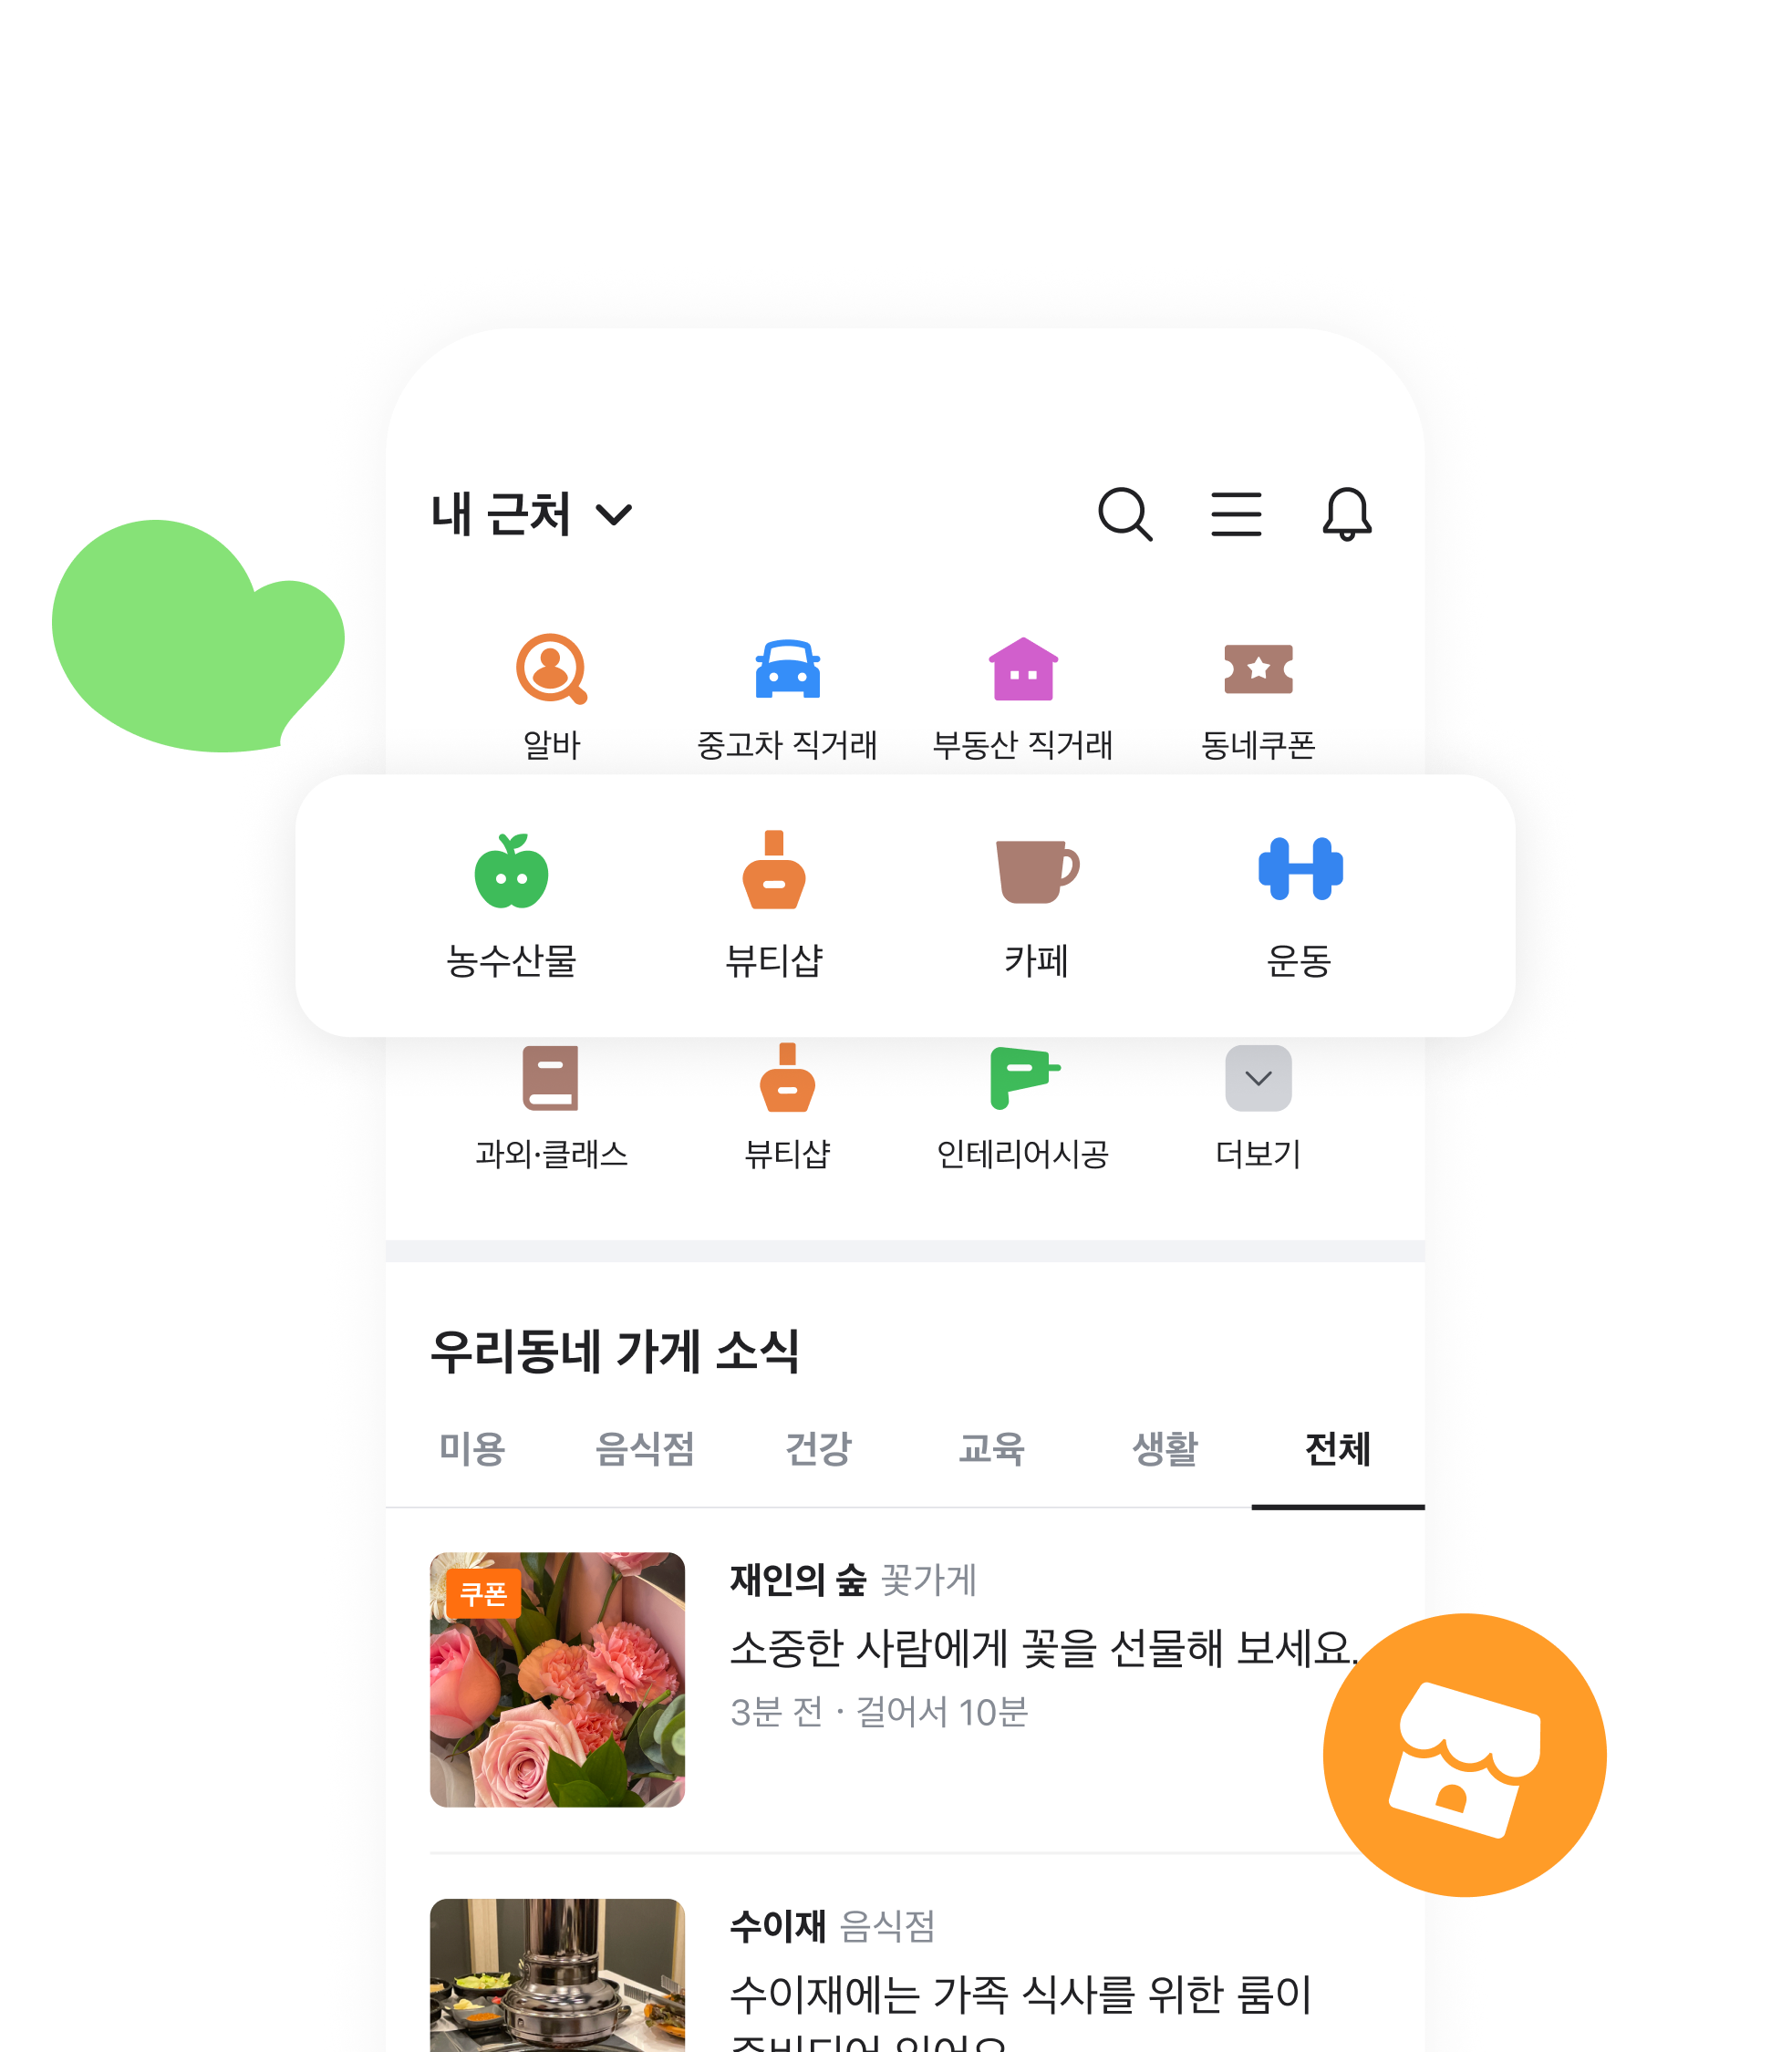 내 근처
알바 중고차 직거래 부동산 직거래 동네쿠폰
농수산물 뷰티샵 카페 운동
과외·클래스 뷰티샵 인테리어시공 더보기
우리동네 가게 소식
미용 음식점 건강 교육 생활 전체
쿠폰
재인의 숲 꽃가게
소중한 사람에게 꽃을 선물해 보세요.
3분 전 · 걸어서 10분
수이재 음식점
수이재에는 가족 식사를 위한 룸이